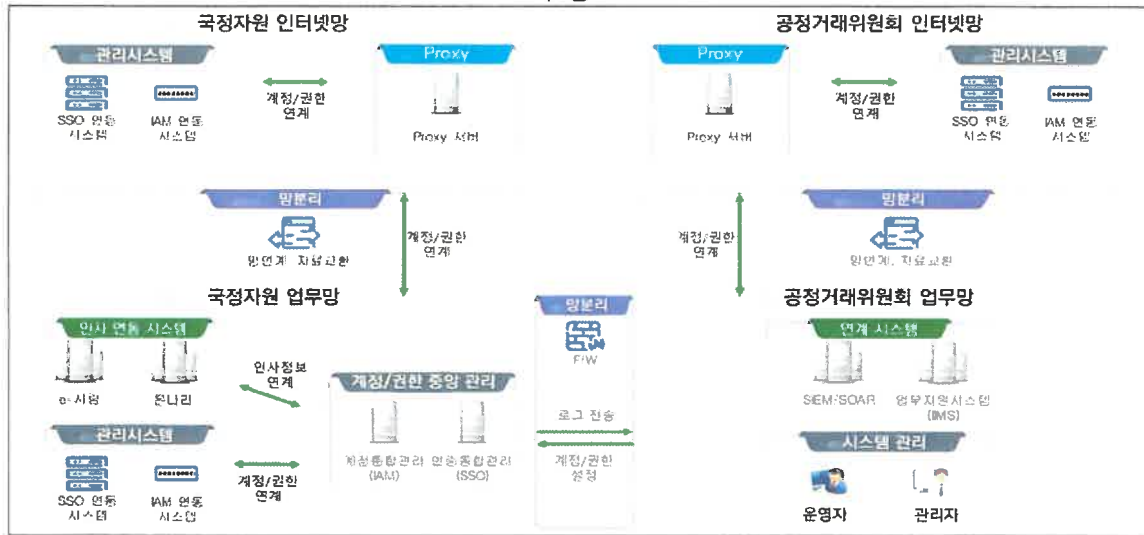 국정자원 인터넷망
공정거래위원회 인터넷망
관리시스템
Proxy
Proxy
관리시스템
계정/권한
연계
계정/권한
연계
SSO 연동
시스템
IAM 연동
시스템
Proxy 서버
Proxy 서버
SSO 연동
시스템
IAM 연동
시스템
망분리
망분리
계정/권한
연계
계정/권한
연계
망연계, 자료교환
망연계, 자료교환
국정자원 업무망
공정거래위원회 업무망
인사 연동 시스템
망분리
연계 시스템
F/W
인사정보
연계
e-사람
온나라
계정/권한 중앙 관리
SIEM/SOAR
업무지원시스템
(IIMS)
로그 전송
관리시스템
시스템 관리
계정통합관리
(IAM)
인증통합관리
(SSO)
계정/권한
설정
계정/권한
연계
SSO 연동
시스템
IAM 연동
시스템
운영자
관리자